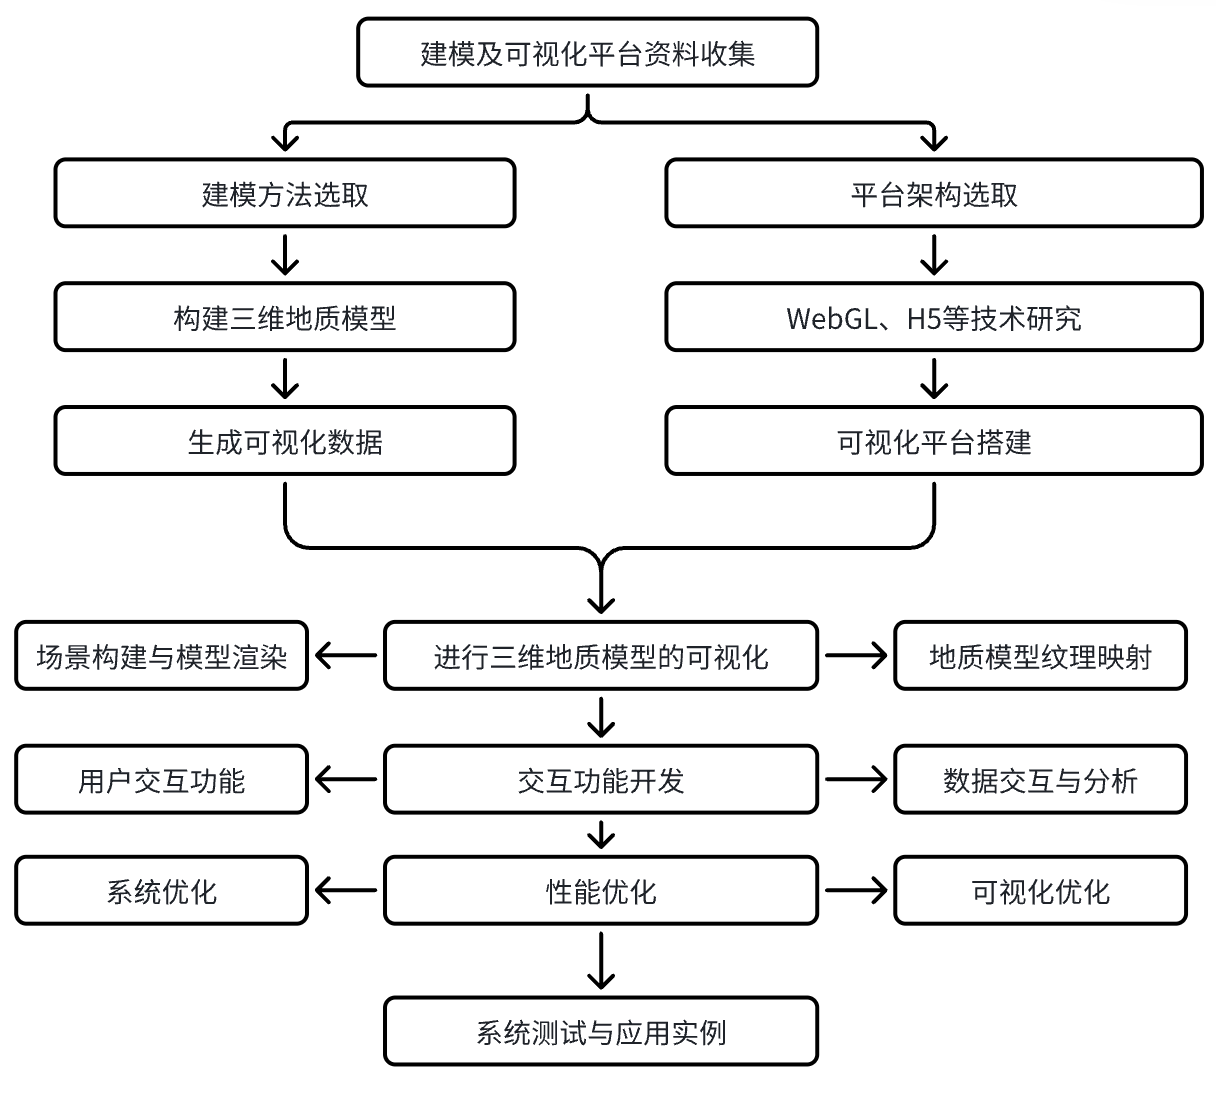 建模及可视化平台资料收集
建模方法选取
平台架构选取
构建三维地质模型
WebGL、H5等技术研究
生成可视化数据
可视化平台搭建
场景构建与模型渲染
进行三维地质模型的可视化
地质模型纹理映射
用户交互功能
交互功能开发
数据交互与分析
系统优化
性能优化
可视化优化
系统测试与应用实例